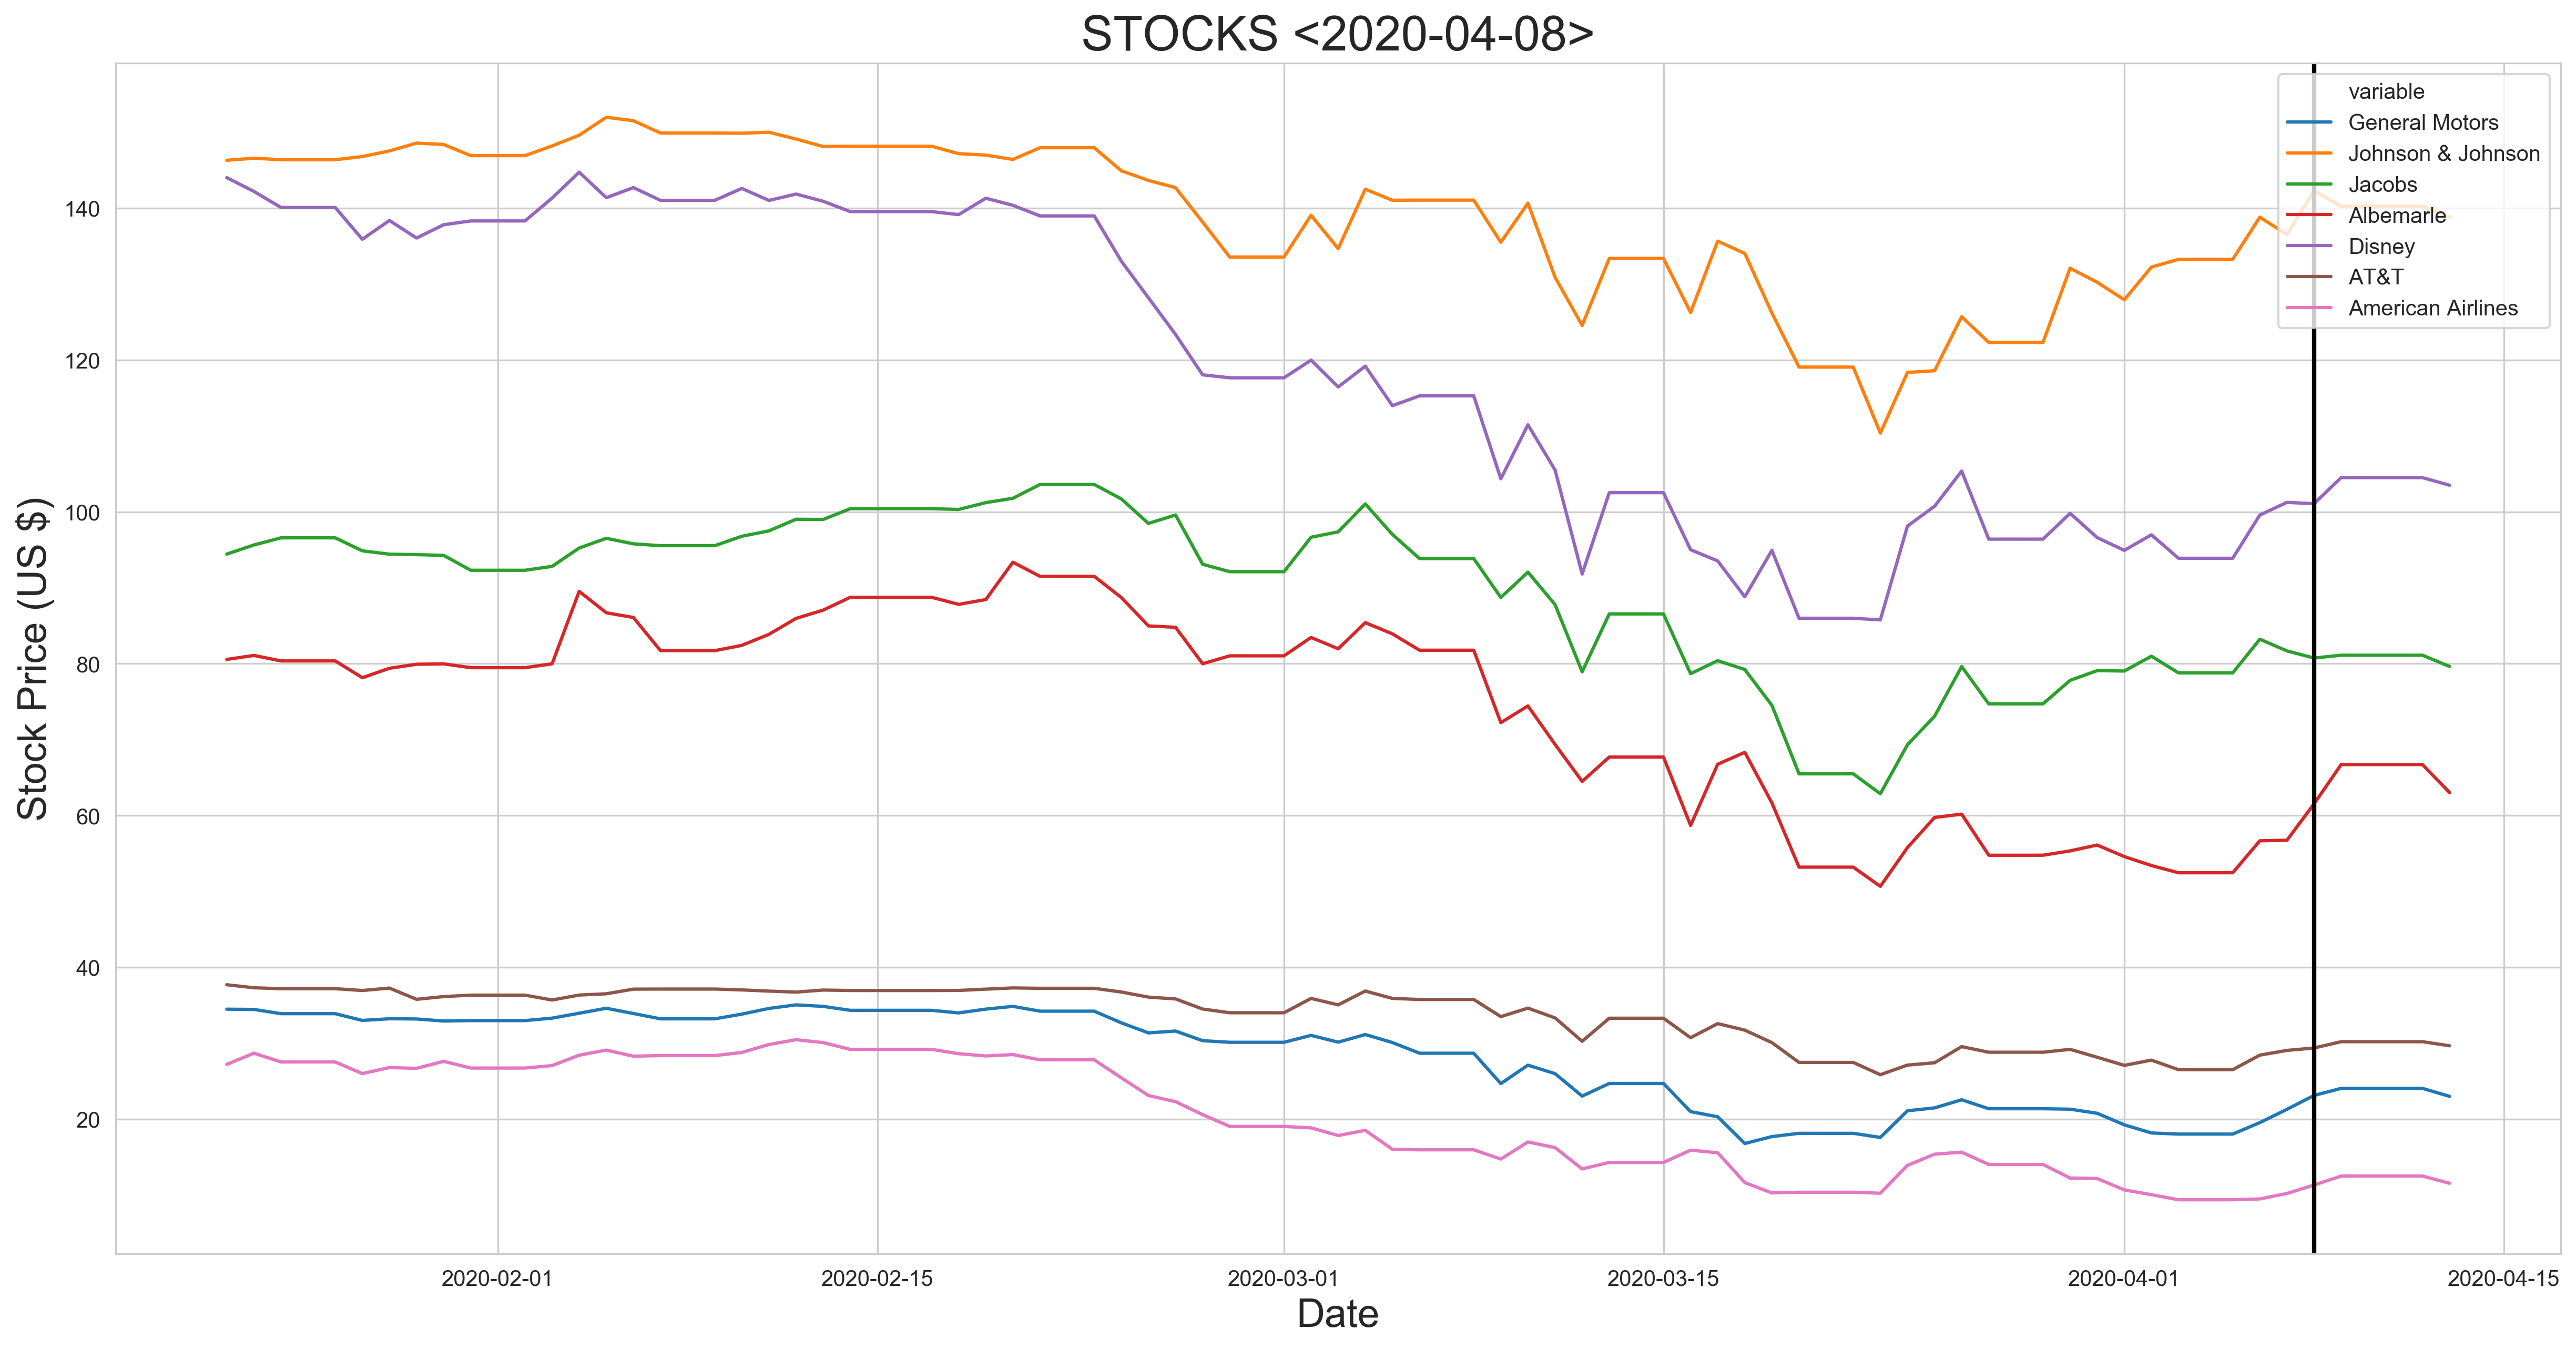 STOCKS <2020-04-08>
variable
General Motors
Johnson & Johnson
Jacobs
Albemarle
Disney
AT&T
American Airlines
Stock Price (US $)
140
120
100
80
60
40
20
2020-02-01
2020-02-15
2020-03-01
2020-03-15
2020-04-01
2020-04-15
Date